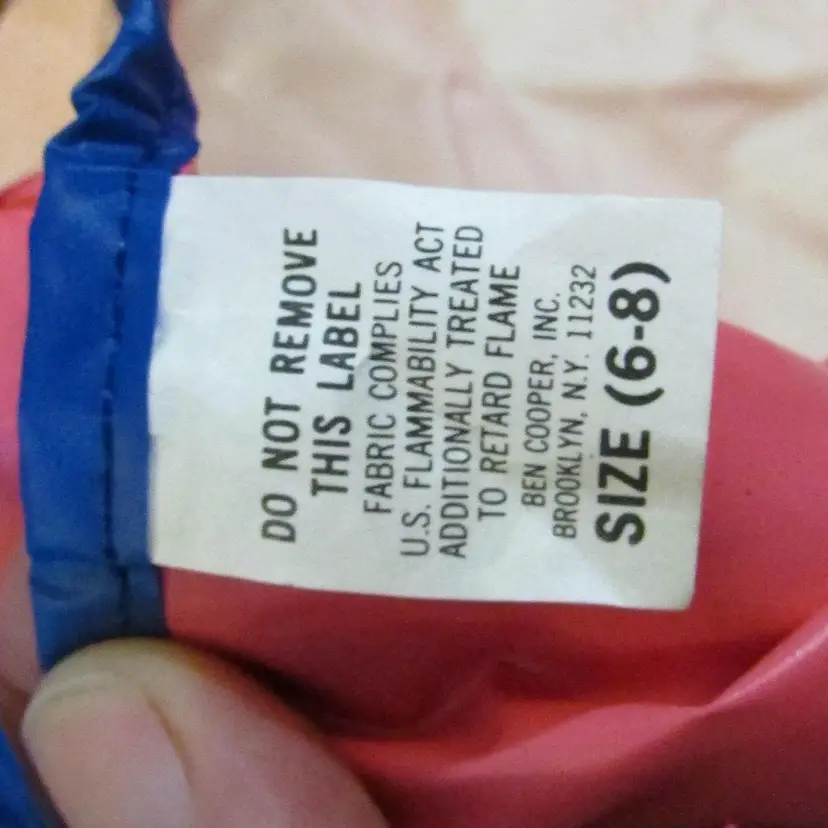 DO NOT REMOVE
THIS LABEL
FABRIC COMPLIES
U.S. FLAMMABILITY ACT
ADDITIONALLY TREATED
TO RETARD FLAME
BEN COOPER, INC.
BROOKLYN, N.Y. 11232
SIZE (6-8)